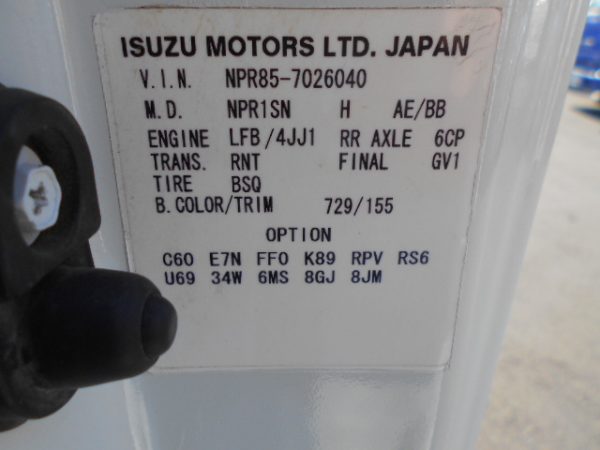 ISUZU MOTORS LTD. JAPAN
V.I.N. NPR85-7026040
M.D. NPR1SN H AE/BB
ENGINE LFB/4JJ1 RR AXLE 6CP
TRANS. RNT FINAL GV1
TIRE BSQ
B.COLOR/TRIM 729/155
OPTION
C60 E7N FF0 K89 RPV RS6
U69 34W 6MS 8GJ 8JM